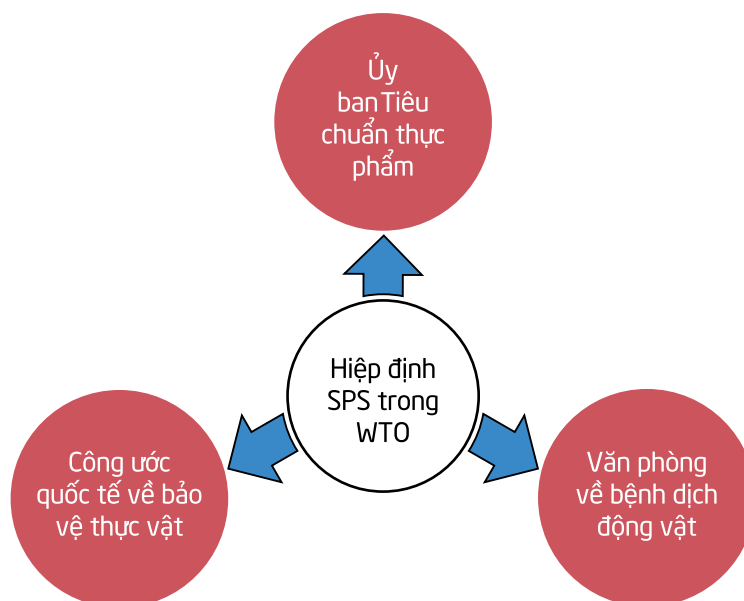 Ủy
ban Tiêu
chuẩn thực
phẩm
Hiệp định
SPS trong
WTO
Công ước
quốc tế về bảo
vệ thực vật
Văn phòng
về bệnh dịch
động vật